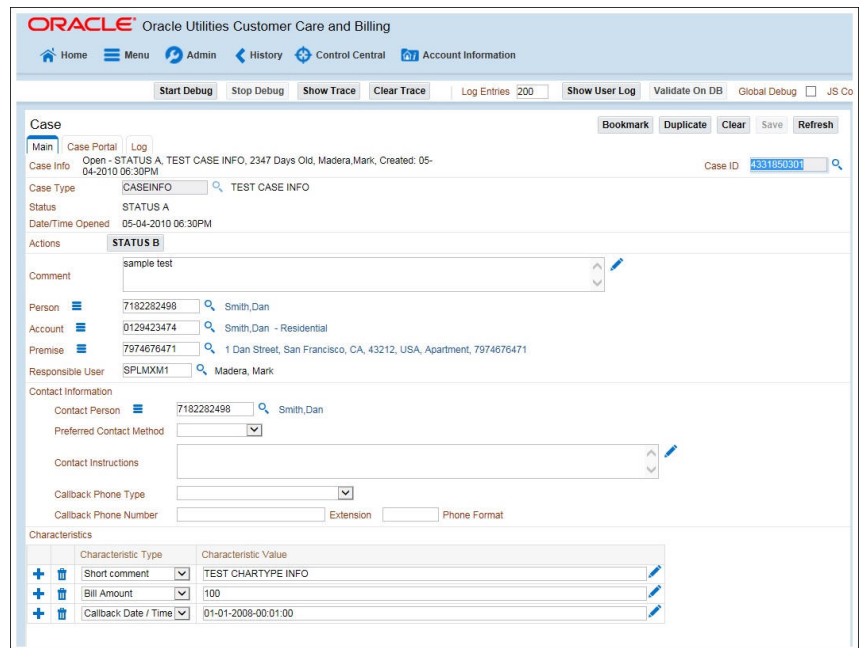 ORACLE® Oracle Utilities Customer Care and Billing
Home Menu Admin History Control Central Account Information
Start Debug Stop Debug Show Trace Clear Trace Log Entries 200 Show User Log Validate On DB Global Debug JS Co
Case Bookmark Duplicate Clear Save Refresh
Main Case Portal Log
Case Info Open - STATUS A, TEST CASE INFO, 2347 Days Old, Madera,Mark, Created: 05-
04-2010 06:30PM
Case ID 4331850301
Case Type CASEINFO TEST CASE INFO
Status STATUS A
Date/Time Opened 05-04-2010 06:30PM
Actions STATUS B
Comment sample test
Person 7182282498 Smith,Dan
Account 0129423474 Smith,Dan - Residential
Premise 7974676471 1 Dan Street, San Francisco, CA, 43212, USA, Apartment, 7974676471
Responsible User SPLMXM1 Madera, Mark
Contact Information
Contact Person 7182282498 Smith,Dan
Preferred Contact Method
Contact Instructions
Callback Phone Type
Callback Phone Number Extension Phone Format
Characteristics
Characteristic Type Characteristic Value
Short comment TEST CHARTYPE INFO
Bill Amount 100
Callback Date / Time 01-01-2008-00:01:00